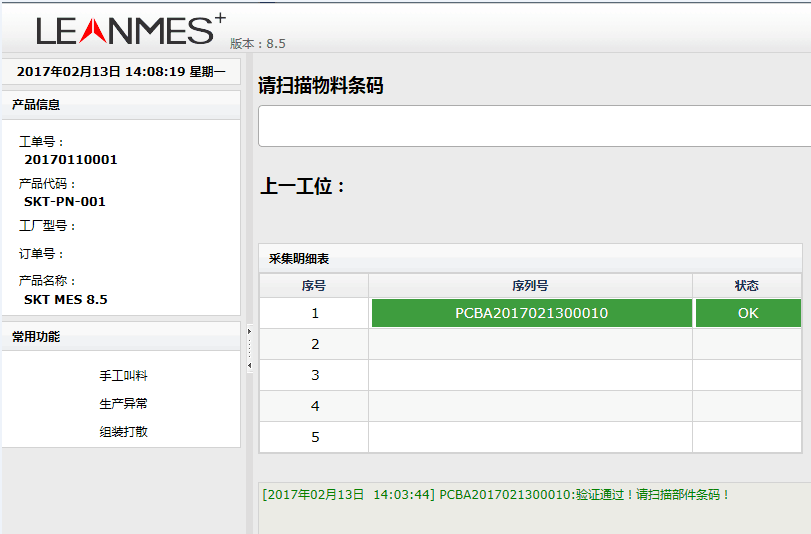 LEANMES+
版本：8.5
2017年02月13日 14:08:19 星期一
产品信息
工单号：
20170110001
产品代码：
SKT-PN-001
工厂型号：
订单号：
产品名称：
SKT MES 8.5
常用功能
手工叫料
生产异常
组装打散
请扫描物料条码
上一工位：
采集明细表
序号 序列号 状态
1 PCBA2017021300010 OK
2
3
4
5
[2017年02月13日 14:03:44] PCBA2017021300010:验证通过！请扫描部件条码！